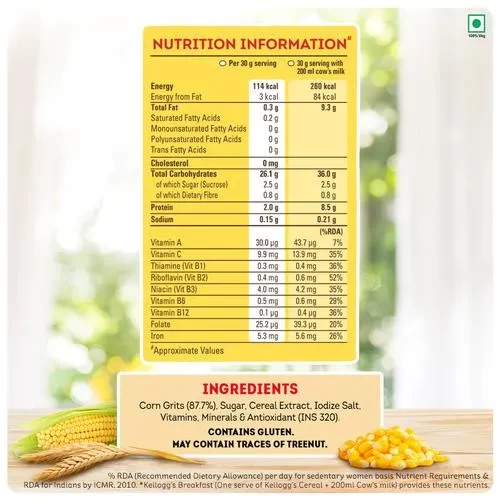 100% Veg
NUTRITION INFORMATION#
Per 30 g serving
30 g serving with
200 ml cow's milk
Energy 114 kcal 260 kcal
Energy from Fat 3 kcal 84 kcal
Total Fat 0.3 g 9.3 g
Saturated Fatty Acids 0.2 g
Monounsaturated Fatty Acids 0 g
Polyunsaturated Fatty Acids 0 g
Trans Fatty Acids 0 g
Cholesterol 0 mg
Total Carbohydrates 26.1 g 36.0 g
of which Sugar (Sucrose) 2.5 g 2.5 g
of which Dietary Fibre 0.8 g 0.8 g
Protein 2.0 g 8.5 g
Sodium 0.15 g 0.21 g
(%RDA)
Vitamin A 30.0 µg 43.7 µg 7%
Vitamin C 9.9 mg 13.9 mg 35%
Thiamine (Vit B1) 0.3 mg 0.4 mg 36%
Riboflavin (Vit B2) 0.4 mg 0.6 mg 52%
Niacin (Vit B3) 4.0 mg 4.2 mg 35%
Vitamin B6 0.5 mg 0.6 mg 29%
Vitamin B12 0.1 µg 0.4 µg 36%
Folate 25.2 µg 39.3 µg 20%
Iron 5.3 mg 5.6 mg 26%
#Approximate Values
INGREDIENTS
Corn Grits (87.7%), Sugar, Cereal Extract, Iodize Salt,
Vitamins, Minerals & Antioxidant (INS 320).
CONTAINS GLUTEN.
MAY CONTAIN TRACES OF TREENUT.
% RDA (Recommended Dietary Allowance) per day for sedentary women basis Nutrient Requirements &
RDA for Indians by ICMR. 2010. *Kellogg's Breakfast (One serve of Kellogg's Cereal + 200ml Cow's milk) provides these nutrients.